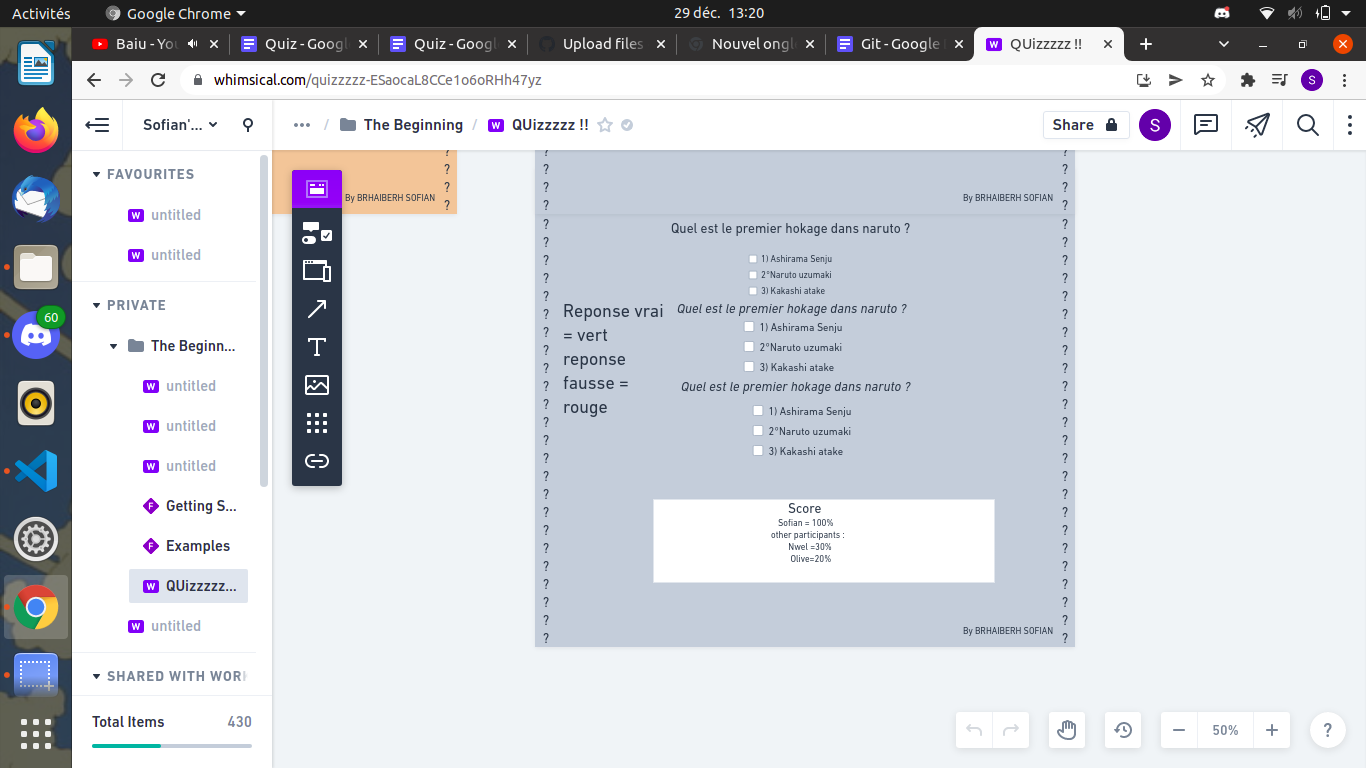 Activités
Google Chrome
29 déc. 13:20
Baiu - You
Quiz - Googl
Quiz - Googl
Upload files
Nouvel ongl
Git - Google
QUizzzzz !!
whimsical.com/quizzzzz-ESaocaL8CCe1o6oRHh47yz
S
Sofian'...
The Beginning
W QUizzzzz !!
Share
S
FAVOURITES
W untitled
W untitled
PRIVATE
The Beginn...
W untitled
W untitled
W untitled
F Getting S...
F Examples
W QUizzzzz...
W untitled
SHARED WITH WORK
Total Items 430
60
By BRHAIBERH SOFIAN
By BRHAIBERH SOFIAN
Quel est le premier hokage dans naruto ?
1) Ashirama Senju
2°Naruto uzumaki
3) Kakashi atake
Reponse vrai
= vert
reponse
fausse =
rouge
Quel est le premier hokage dans naruto ?
1) Ashirama Senju
2°Naruto uzumaki
3) Kakashi atake
Quel est le premier hokage dans naruto ?
1) Ashirama Senju
2°Naruto uzumaki
3) Kakashi atake
Score
Sofian = 100%
other participants :
Nwel =30%
Olive=20%
By BRHAIBERH SOFIAN
50%
?